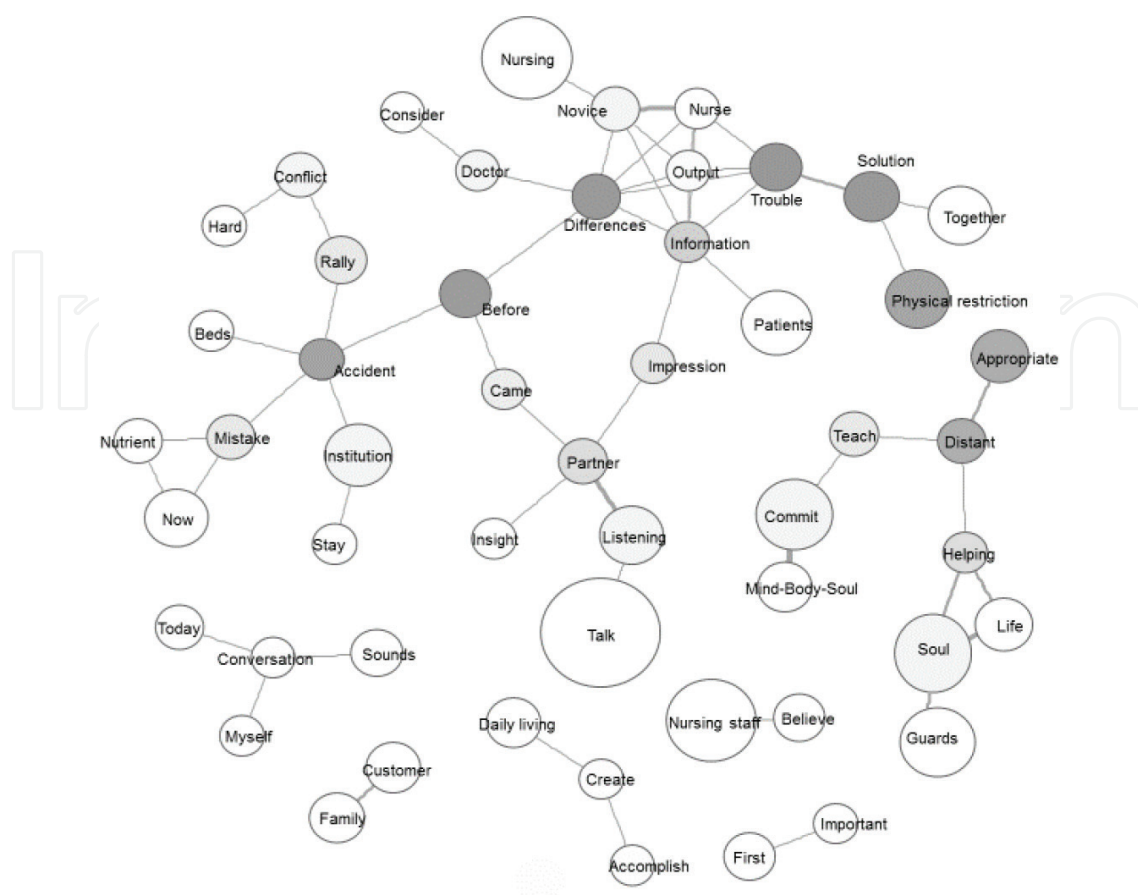 Nursing
Novice
Nurse
Consider
Doctor
Output
Solution
Trouble
Conflict
Together
Hard
Differences
Information
Rally
Before
Physical restriction
Beds
Patients
Accident
Impression
Appropriate
Came
Nutrient
Mistake
Teach
Distant
Institution
Partner
Now
Commit
Insight
Listening
Stay
Helping
Mind-Body-Soul
Today
Talk
Life
Conversation
Sounds
Soul
Myself
Daily living
Nursing staff
Believe
Guards
Customer
Create
Family
Important
First
Accomplish